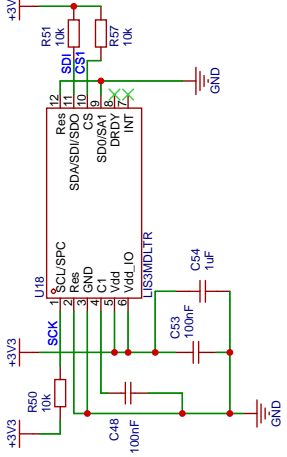 +3V3
R51
10k
R57
10k
SDI
CS1
GND
12
11
10
9
8
7
Res
SDA/SDI/SDO
CS
SD0/SA1
DRDY
INT
U18
LIS3MDLTR
SCL/SPC
Res
GND
C1
Vdd
Vdd_IO
1
2
3
4
5
6
SCK
+3V3
R50
10k
+3V3
C54
1uF
C53
100nF
C48
100nF
GND